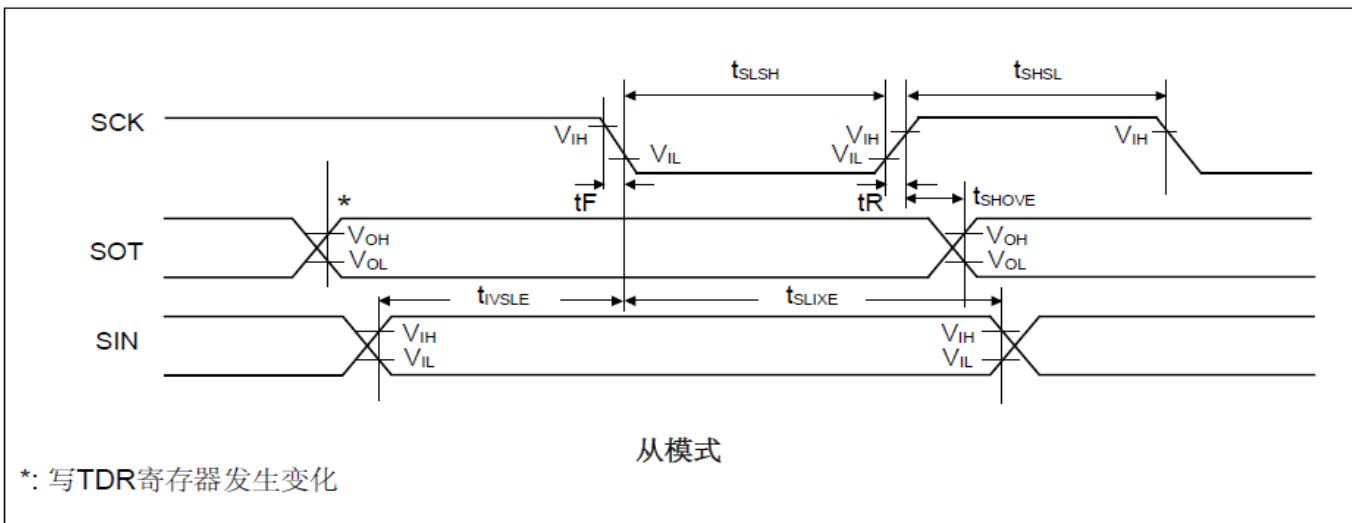 tSLSH tSHSL
SCK VIH VIL VIH VIL VIH
tF tR tSHOVE
*
SOT VOH VOL VOH VOL
tIVSLE tSLIXE
SIN VIH VIL VIH VIL
从模式
*: 写TDR寄存器发生变化